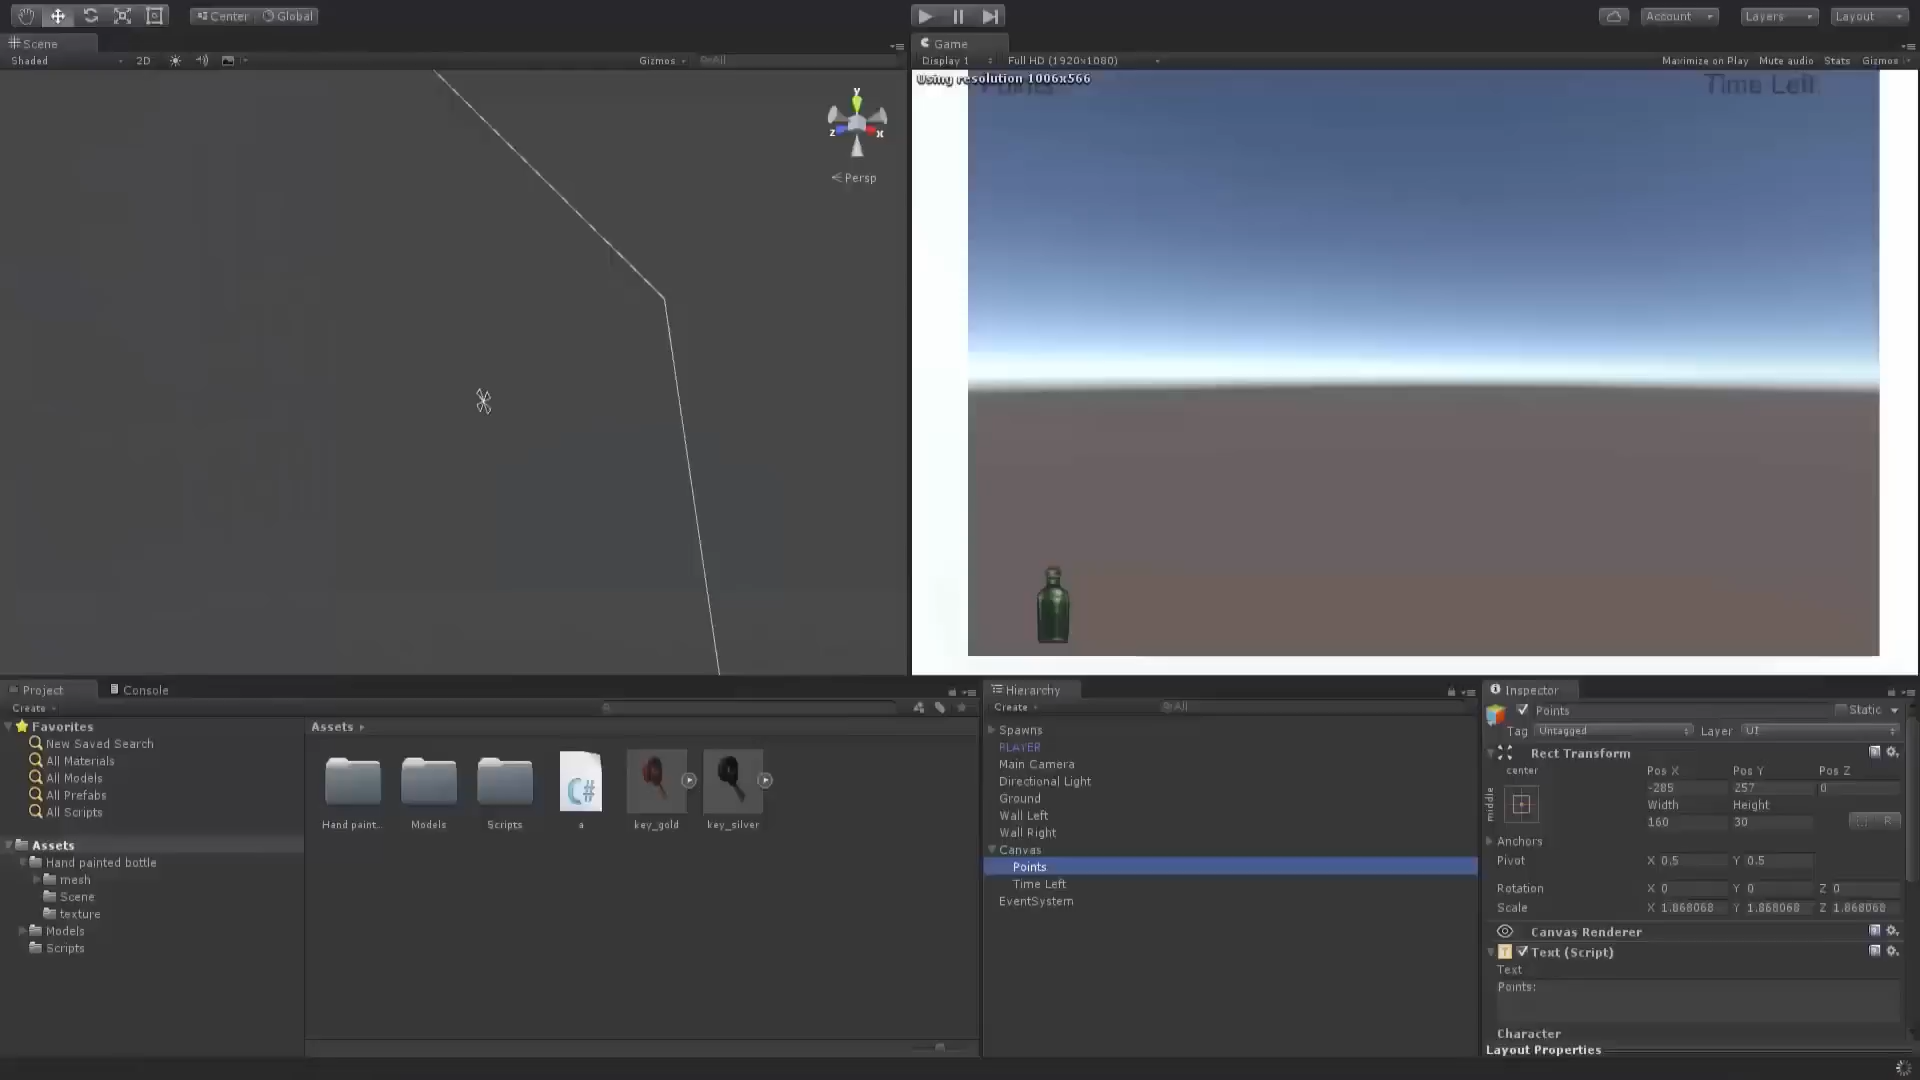 Center Global
Account Layers Layout
Scene
Shaded 2D Gizmos All
y
z x
Persp
Game
Display 1 Full HD (1920x1080) Maximize on Play Mute audio Stats Gizmos
Using resolution 1006x566
Points Time Left
Project Console
Create
Favorites
New Saved Search
All Materials
All Models
All Prefabs
All Scripts
Assets
Hand painted bottle
mesh
Scene
texture
Models
Scripts
Assets
C#
Hand paint... Models Scripts a key_gold key_silver
Hierarchy
Create All
Spawns
PLAYER
Main Camera
Directional Light
Ground
Wall Left
Wall Right
Canvas
Points
Time Left
EventSystem
Inspector
Points Static
Tag Untagged Layer UI
Rect Transform
center Pos X Pos Y Pos Z
middle -285 257 0
Width Height
160 30 R
Anchors
Pivot X 0.5 Y 0.5
Rotation X 0 Y 0 Z 0
Scale X 1.868068 Y 1.868068 Z 1.868068
Canvas Renderer
Text (Script)
Text
Points:
Character
Layout Properties